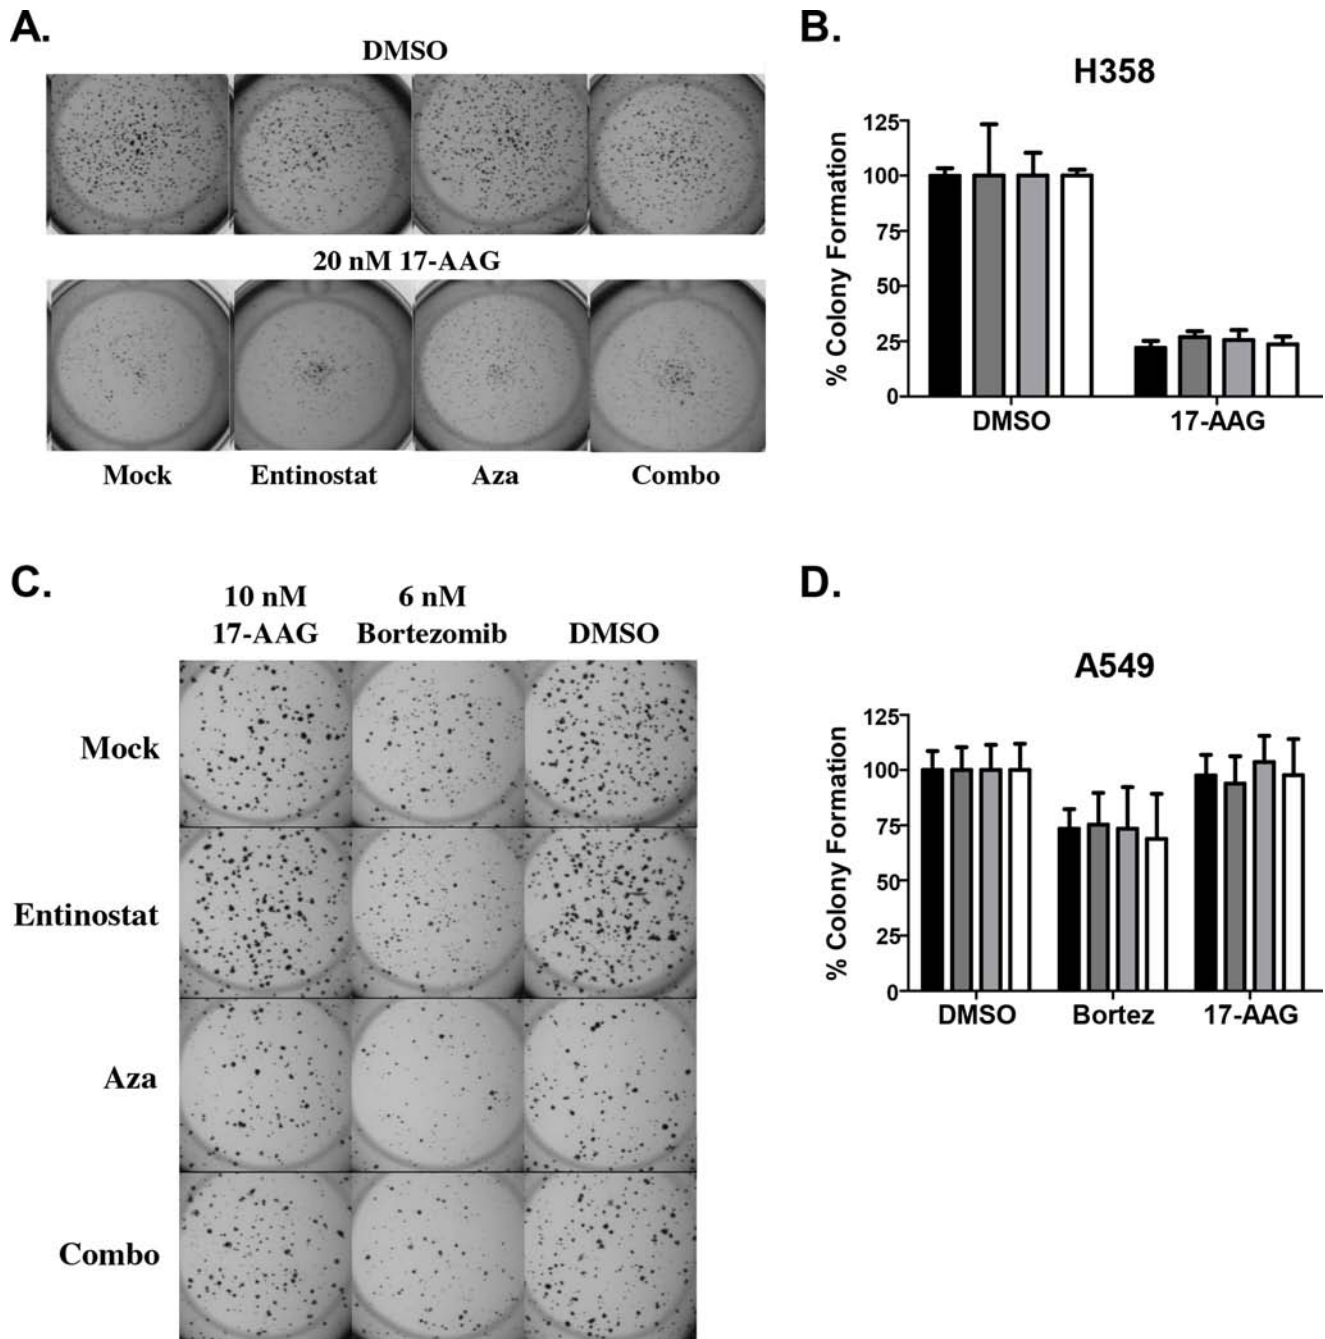 A.
DMSO
20 nM 17-AAG
Mock Entinostat Aza Combo
B.
H358
% Colony Formation
125
100
75
50
25
0
DMSO 17-AAG
C.
10 nM 17-AAG
6 nM Bortezomib
DMSO
Mock
Entinostat
Aza
Combo
D.
A549
% Colony Formation
125
100
75
50
25
0
DMSO Bortez 17-AAG